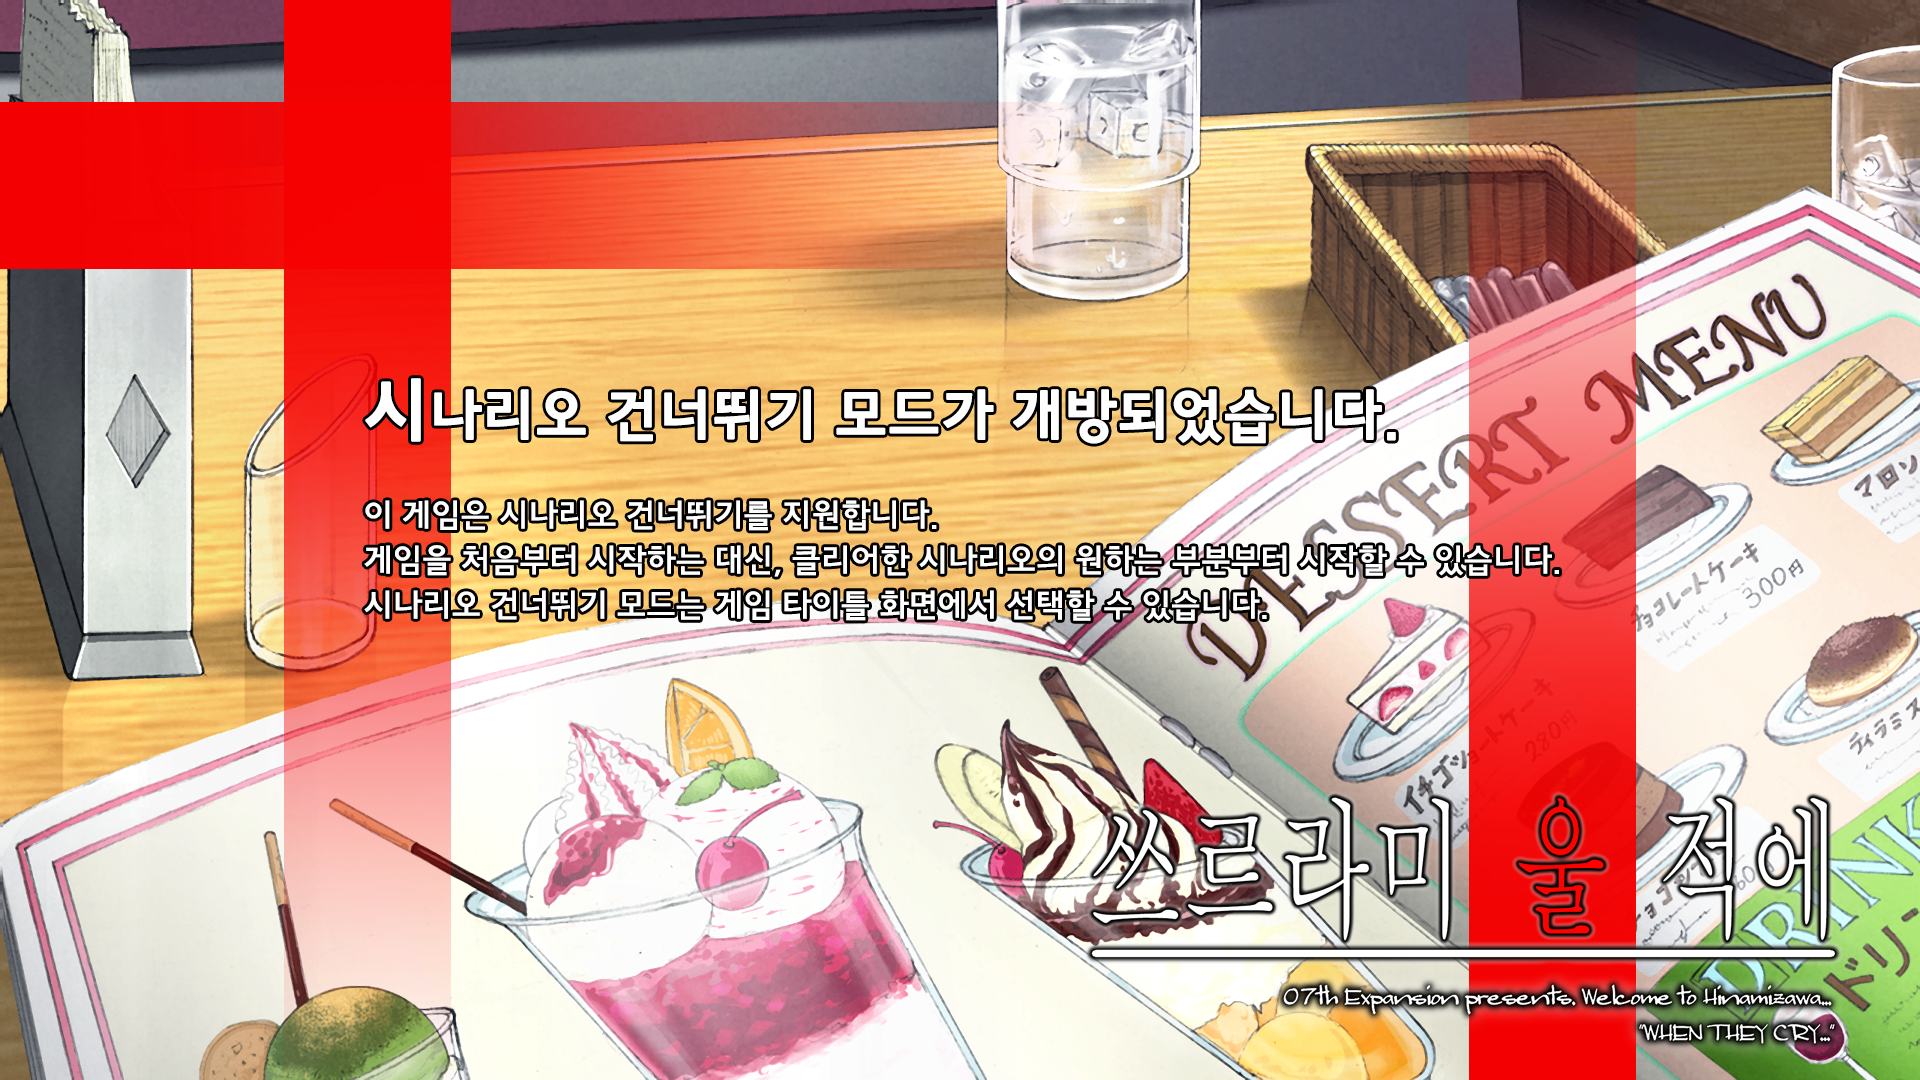 시나리오 건너뛰기 모드가 개방되었습니다.
이 게임은 시나리오 건너뛰기를 지원합니다.
게임을 처음부터 시작하는 대신, 클리어한 시나리오의 원하는 부분부터 시작할 수 있습니다.
시나리오 건너뛰기 모드는 게임 타이틀 화면에서 선택할 수 있습니다.
DESSERT MENU
マロン
チョコレートケーキ
300円
イチゴショートケーキ
280円
ティラミス
DRINK
ドリ
쓰르라미 울 적에
07th Expansion presents. Welcome to Hinamizawa...
"WHEN THEY CRY..."